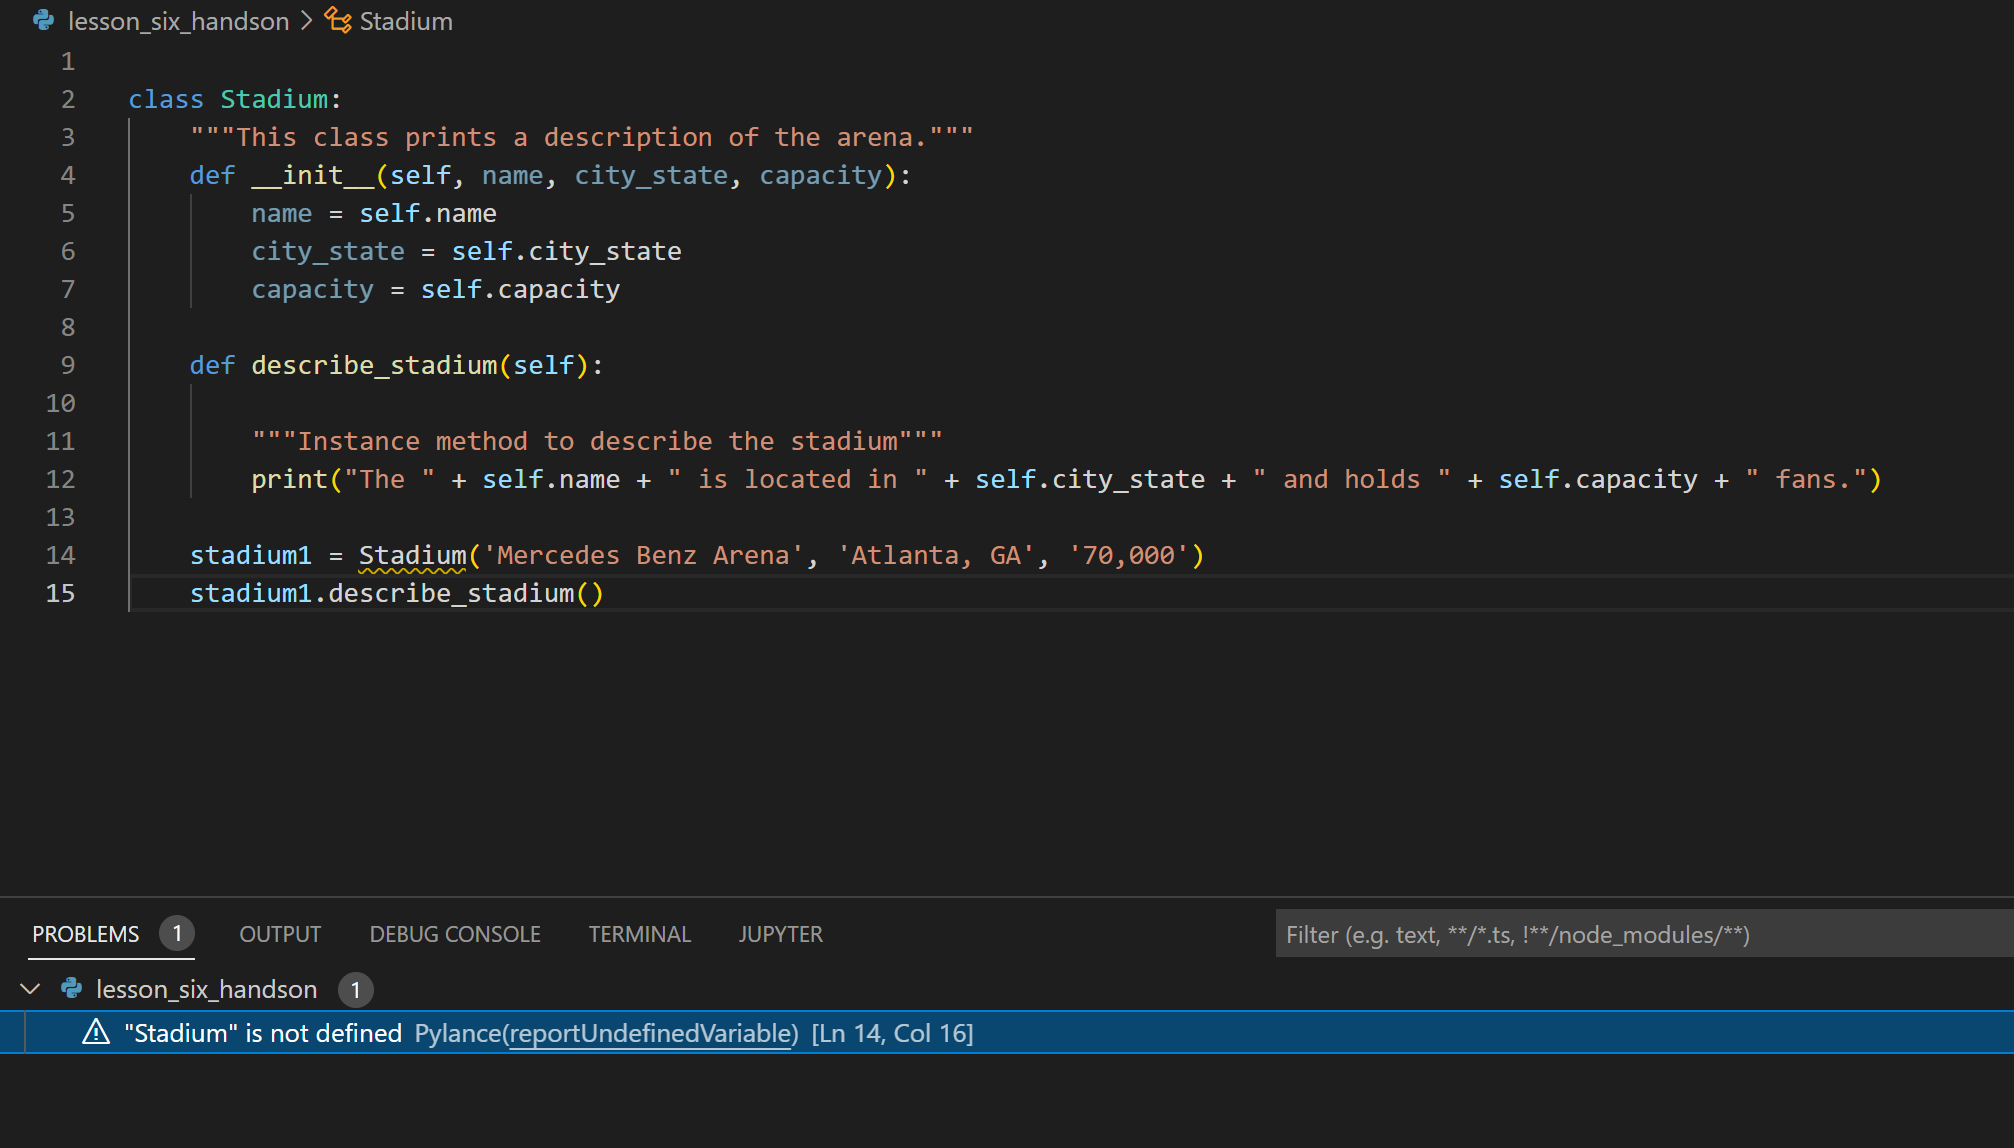 lesson_six_handson > Stadium
1
2 class Stadium:
3 """This class prints a description of the arena."""
4 def __init__(self, name, city_state, capacity):
5 name = self.name
6 city_state = self.city_state
7 capacity = self.capacity
8
9 def describe_stadium(self):
10
11 """Instance method to describe the stadium"""
12 print("The " + self.name + " is located in " + self.city_state + " and holds " + self.capacity + " fans.")
13
14 stadium1 = Stadium('Mercedes Benz Arena', 'Atlanta, GA', '70,000')
15 stadium1.describe_stadium()
PROBLEMS 1 OUTPUT DEBUG CONSOLE TERMINAL JUPYTER Filter (e.g. text, **/*.ts, !**/node_modules/**)
lesson_six_handson 1
"Stadium" is not defined Pylance(reportUndefinedVariable) [Ln 14, Col 16]